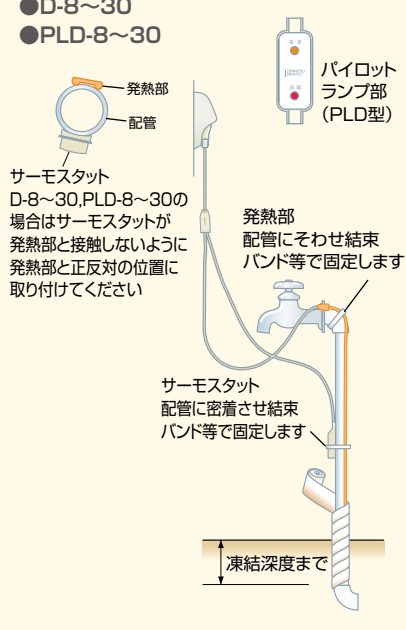 ●D-8～30
●PLD-8～30
発熱部
配管
サーモスタット
D-8～30,PLD-8～30の
場合はサーモスタットが
発熱部と接触しないように
発熱部と正反対の位置に
取り付けてください
パイロット
ランプ部
（PLD型）
発熱部
配管にそわせ結束
バンド等で固定します
サーモスタット
配管に密着させ結束
バンド等で固定します
凍結深度まで